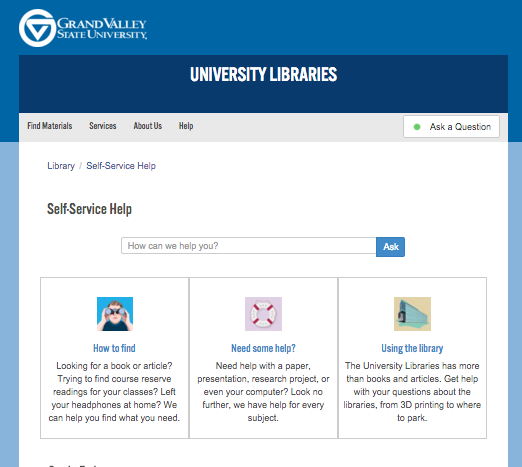 GRANDVALLEY
STATE UNIVERSITY
UNIVERSITY LIBRARIES
Find Materials Services About Us Help Ask a Question
Library / Self-Service Help
Self-Service Help
How can we help you? Ask
How to find
Looking for a book or article?
Trying to find course reserve
readings for your classes? Left
your headphones at home? We
can help you find what you need.
Need some help?
Need help with a paper,
presentation, research project, or
even your computer? Look no
further, we have help for every
subject.
Using the library
The University Libraries has more
than books and articles. Get help
with your questions about the
libraries, from 3D printing to where
to park.